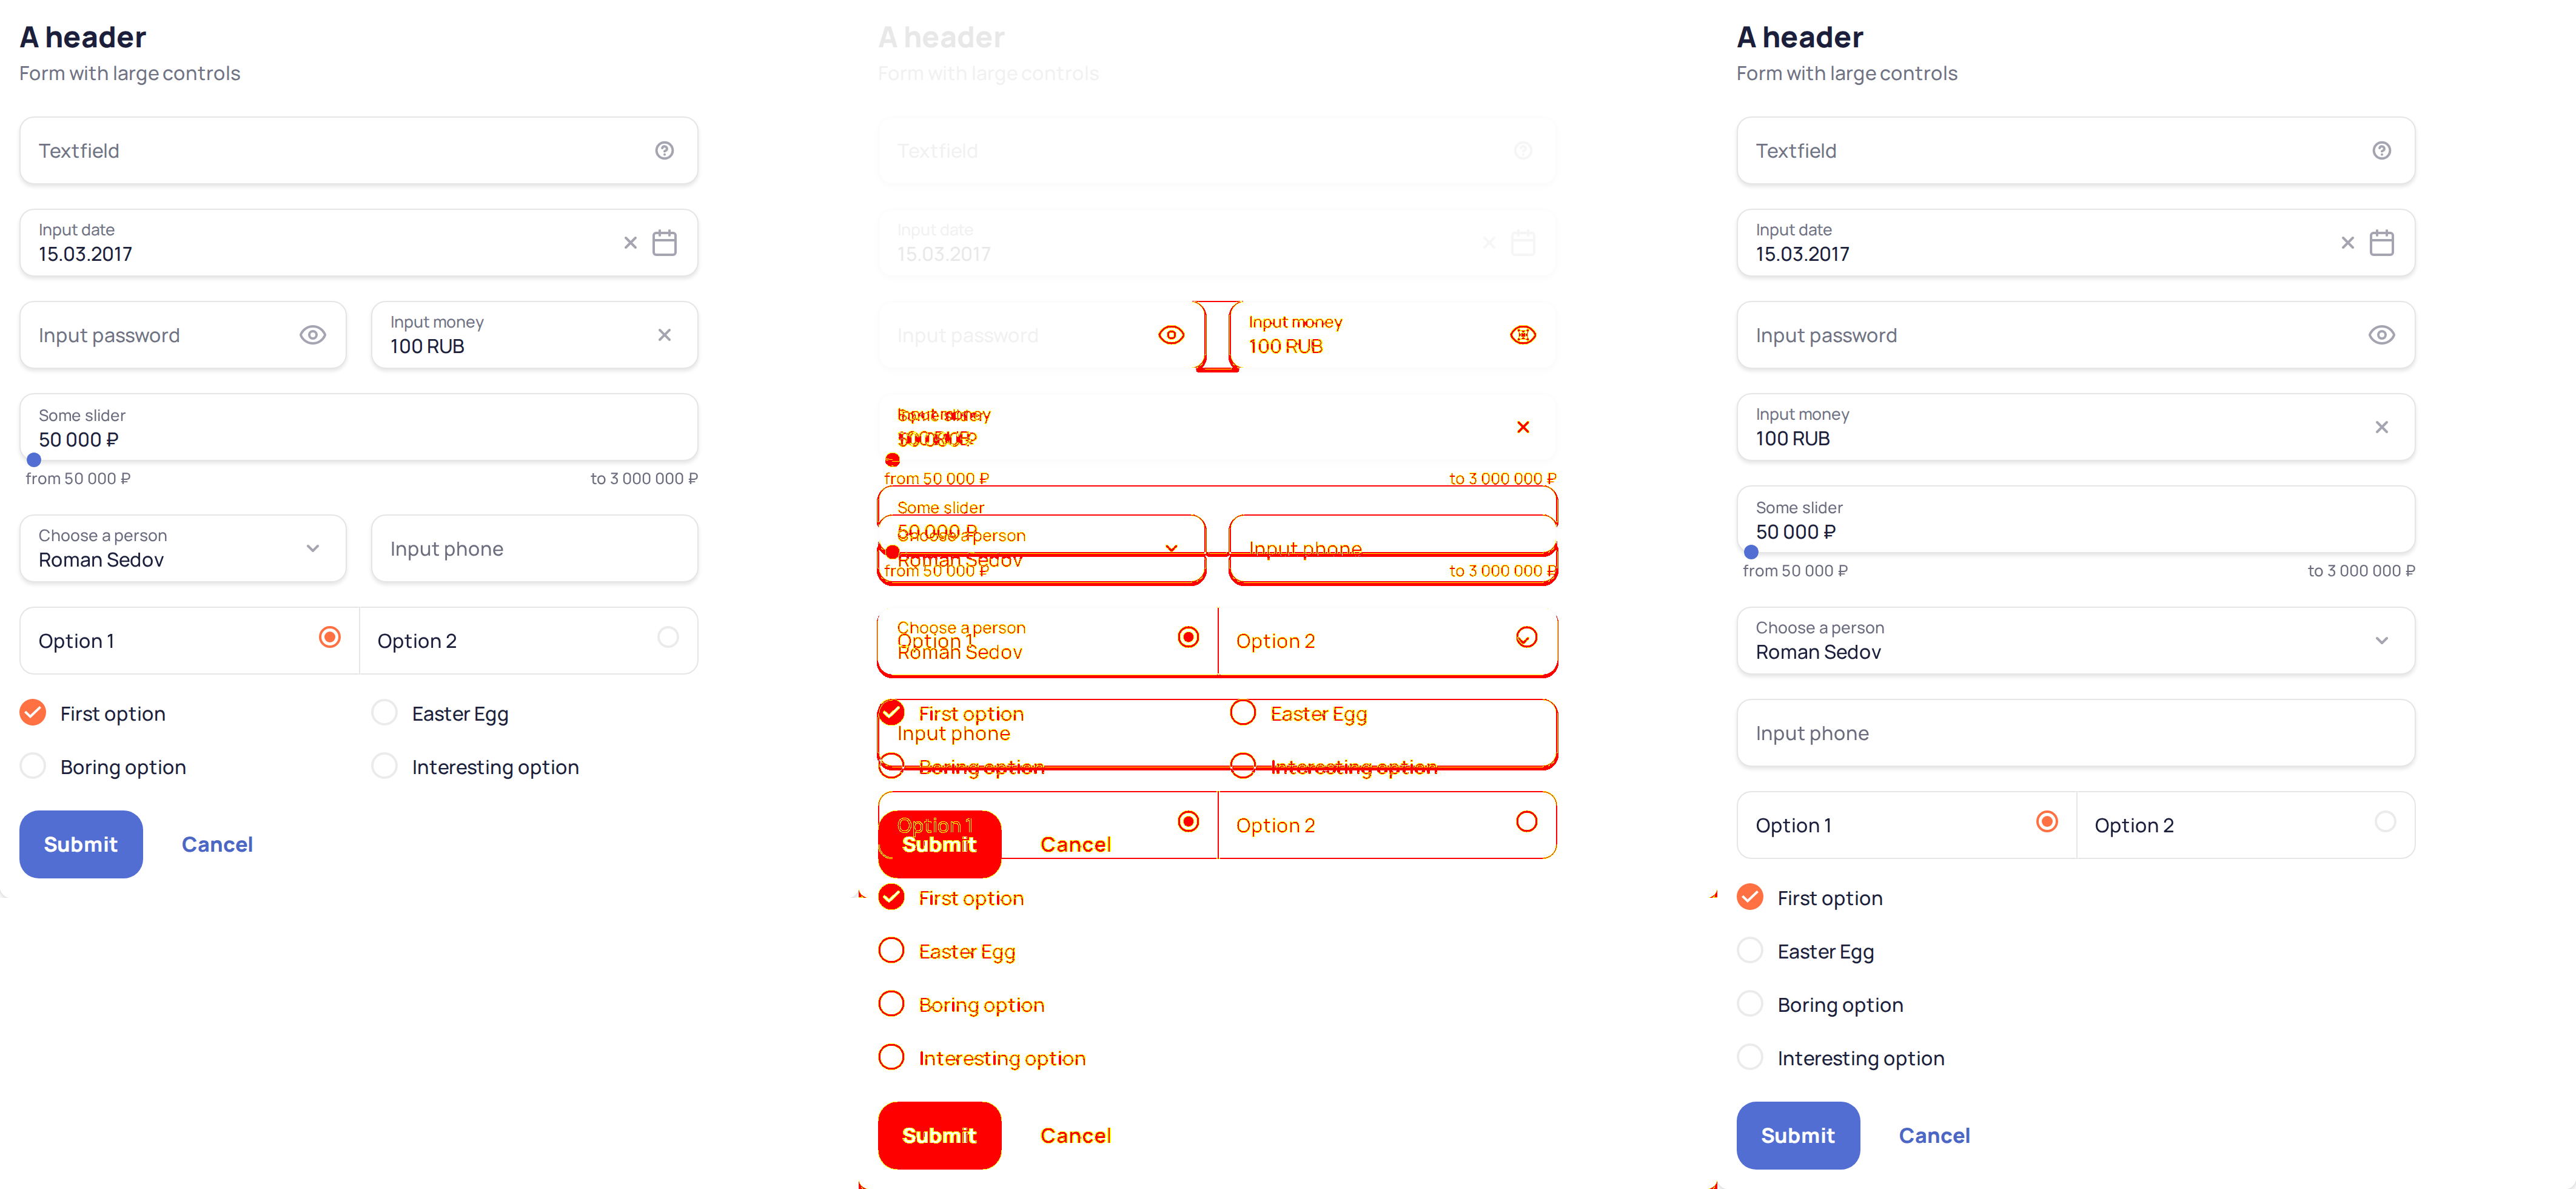 A header
Form with large controls
Textfield
Input date
15.03.2017
Input password
Input money
100 RUB
Some slider
50 000 ₽
from 50 000 ₽ to 3 000 000 ₽
Choose a person
Roman Sedov
Input phone
Option 1 Option 2
First option Easter Egg
Boring option Interesting option
Submit Cancel
A header
Form with large controls
Textfield
Input date
15.03.2017
Input password
Input money
100 RUB
Input money
Some slider
100 RUB
50 000 ₽
from 50 000 ₽ to 3 000 000 ₽
Some slider
50 000 ₽
Choose a person
Input phone
Roman Sedov
from 50 000 ₽ to 3 000 000 ₽
Choose a person
Option 1 Option 2
Roman Sedov
First option Easter Egg
Input phone
Boring option Interesting option
Option 1 Option 2
Submit Cancel
First option
Easter Egg
Boring option
Interesting option
Submit Cancel
A header
Form with large controls
Textfield
Input date
15.03.2017
Input password
Input money
100 RUB
Some slider
50 000 ₽
from 50 000 ₽ to 3 000 000 ₽
Choose a person
Roman Sedov
Input phone
Option 1 Option 2
First option
Easter Egg
Boring option
Interesting option
Submit Cancel